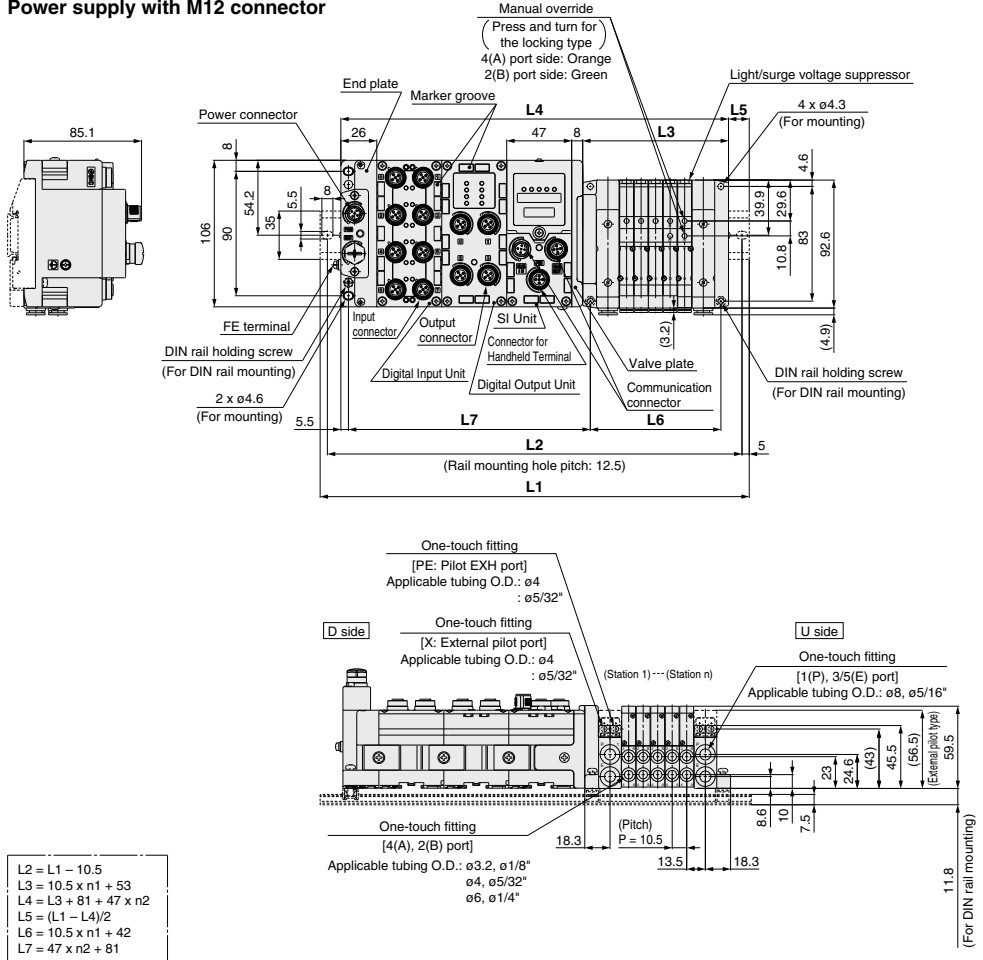 Power supply with M12 connector
Manual override
(Press and turn for
the locking type)
4(A) port side: Orange
2(B) port side: Green
Light/surge voltage suppressor
End plate
Marker groove
Power connector
L4
L5
4 x ø4.3
(For mounting)
85.1
8
26
47
8
L3
4.6
54.2
8
5.5
35
106
90
39.9
29.6
10.8
83
92.6
(3.2)
(4.9)
FE terminal
Input
connector
Output
connector
SI Unit
Connector for
Handheld Terminal
Valve plate
DIN rail holding screw
(For DIN rail mounting)
Digital Input Unit
Digital Output Unit
Communication
connector
DIN rail holding screw
(For DIN rail mounting)
2 x ø4.6
(For mounting)
5.5
L7
L6
L2
5
(Rail mounting hole pitch: 12.5)
L1
One-touch fitting
[PE: Pilot EXH port]
Applicable tubing O.D.: ø4
: ø5/32"
D side
One-touch fitting
[X: External pilot port]
Applicable tubing O.D.: ø4
: ø5/32"
(Station 1) --- (Station n)
U side
One-touch fitting
[1(P), 3/5(E) port]
Applicable tubing O.D.: ø8, ø5/16"
23
24.6
(43)
45.5
(56.5)
(External pilot type)
59.5
8.6
10
7.5
11.8
(For DIN rail mounting)
One-touch fitting
[4(A), 2(B) port]
Applicable tubing O.D.: ø3.2, ø1/8"
ø4, ø5/32"
ø6, ø1/4"
18.3
(Pitch)
P = 10.5
13.5
18.3
L2 = L1 – 10.5
L3 = 10.5 x n1 + 53
L4 = L3 + 81 + 47 x n2
L5 = (L1 – L4)/2
L6 = 10.5 x n1 + 42
L7 = 47 x n2 + 81